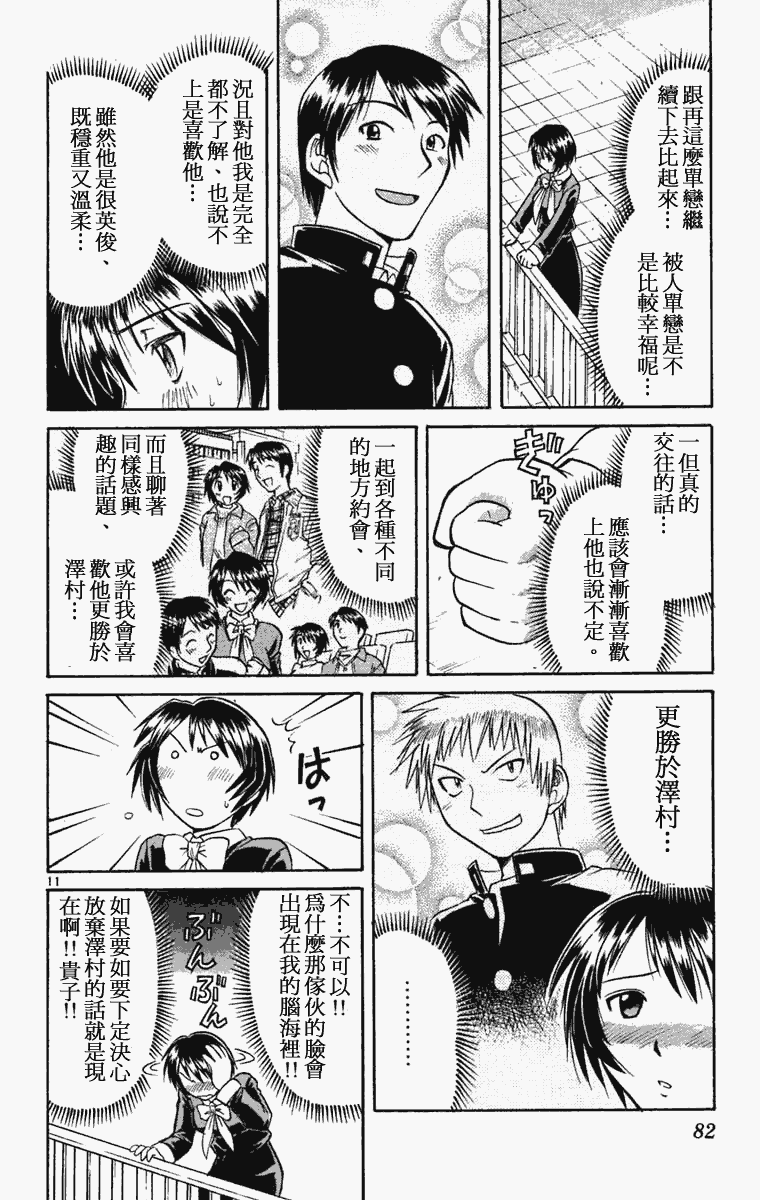 跟再這麼單戀繼
續下去比起來…
被人單戀是不
是比較幸福呢…
況且對他我是完全
都不了解、也說不
上是喜歡他…
雖然他是很英俊、
既穩重又溫柔…
一但真的
交往的話…
應該會漸漸喜歡
上他也說不定。
ぎゅっ
一起到各種不同
的地方約會、
而且聊著
同樣感興
趣的話題、
或許我會喜
歡他更勝於
澤村…
更勝於澤村…
………
………
はっ
不…不可以!!
爲什麼那傢伙的臉會
出現在我的腦海裡!!
ぶんぶん
如果要如要下定決心
放棄澤村的話就是現
在啊!!貴子!!
11
82